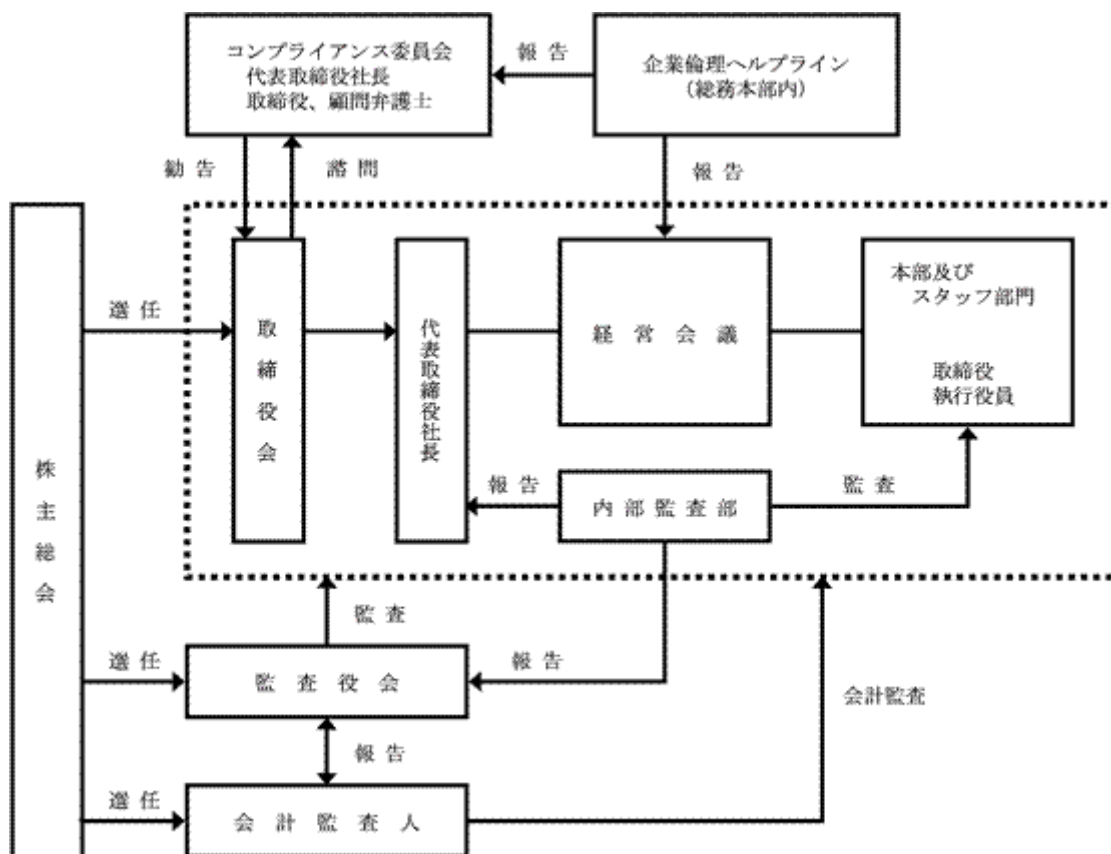 コンプライアンス委員会
代表取締役社長
取締役、顧問弁護士
報告
企業倫理ヘルプライン
(総務本部内)
勧告
諮問
報告
株主総会
選任
取締役会
代表取締役社長
経営会議
本部及び
スタッフ部門
取締役
執行役員
報告
内部監査部
監査
監査
選任
監査役会
報告
会計監査
報告
選任
会計監査人